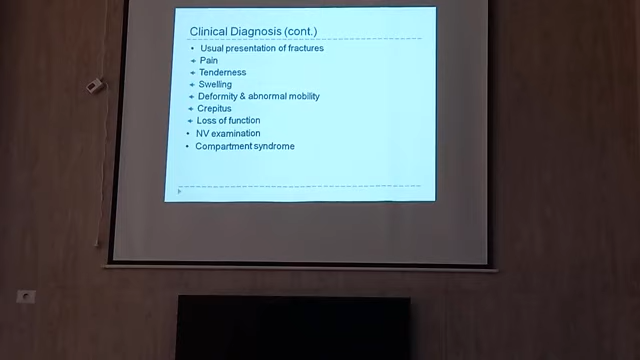 Clinical Diagnosis (cont.)
• Usual presentation of fractures
+ Pain
+ Tenderness
+ Swelling
+ Deformity & abnormal mobility
+ Crepitus
+ Loss of function
• NV examination
• Compartment syndrome